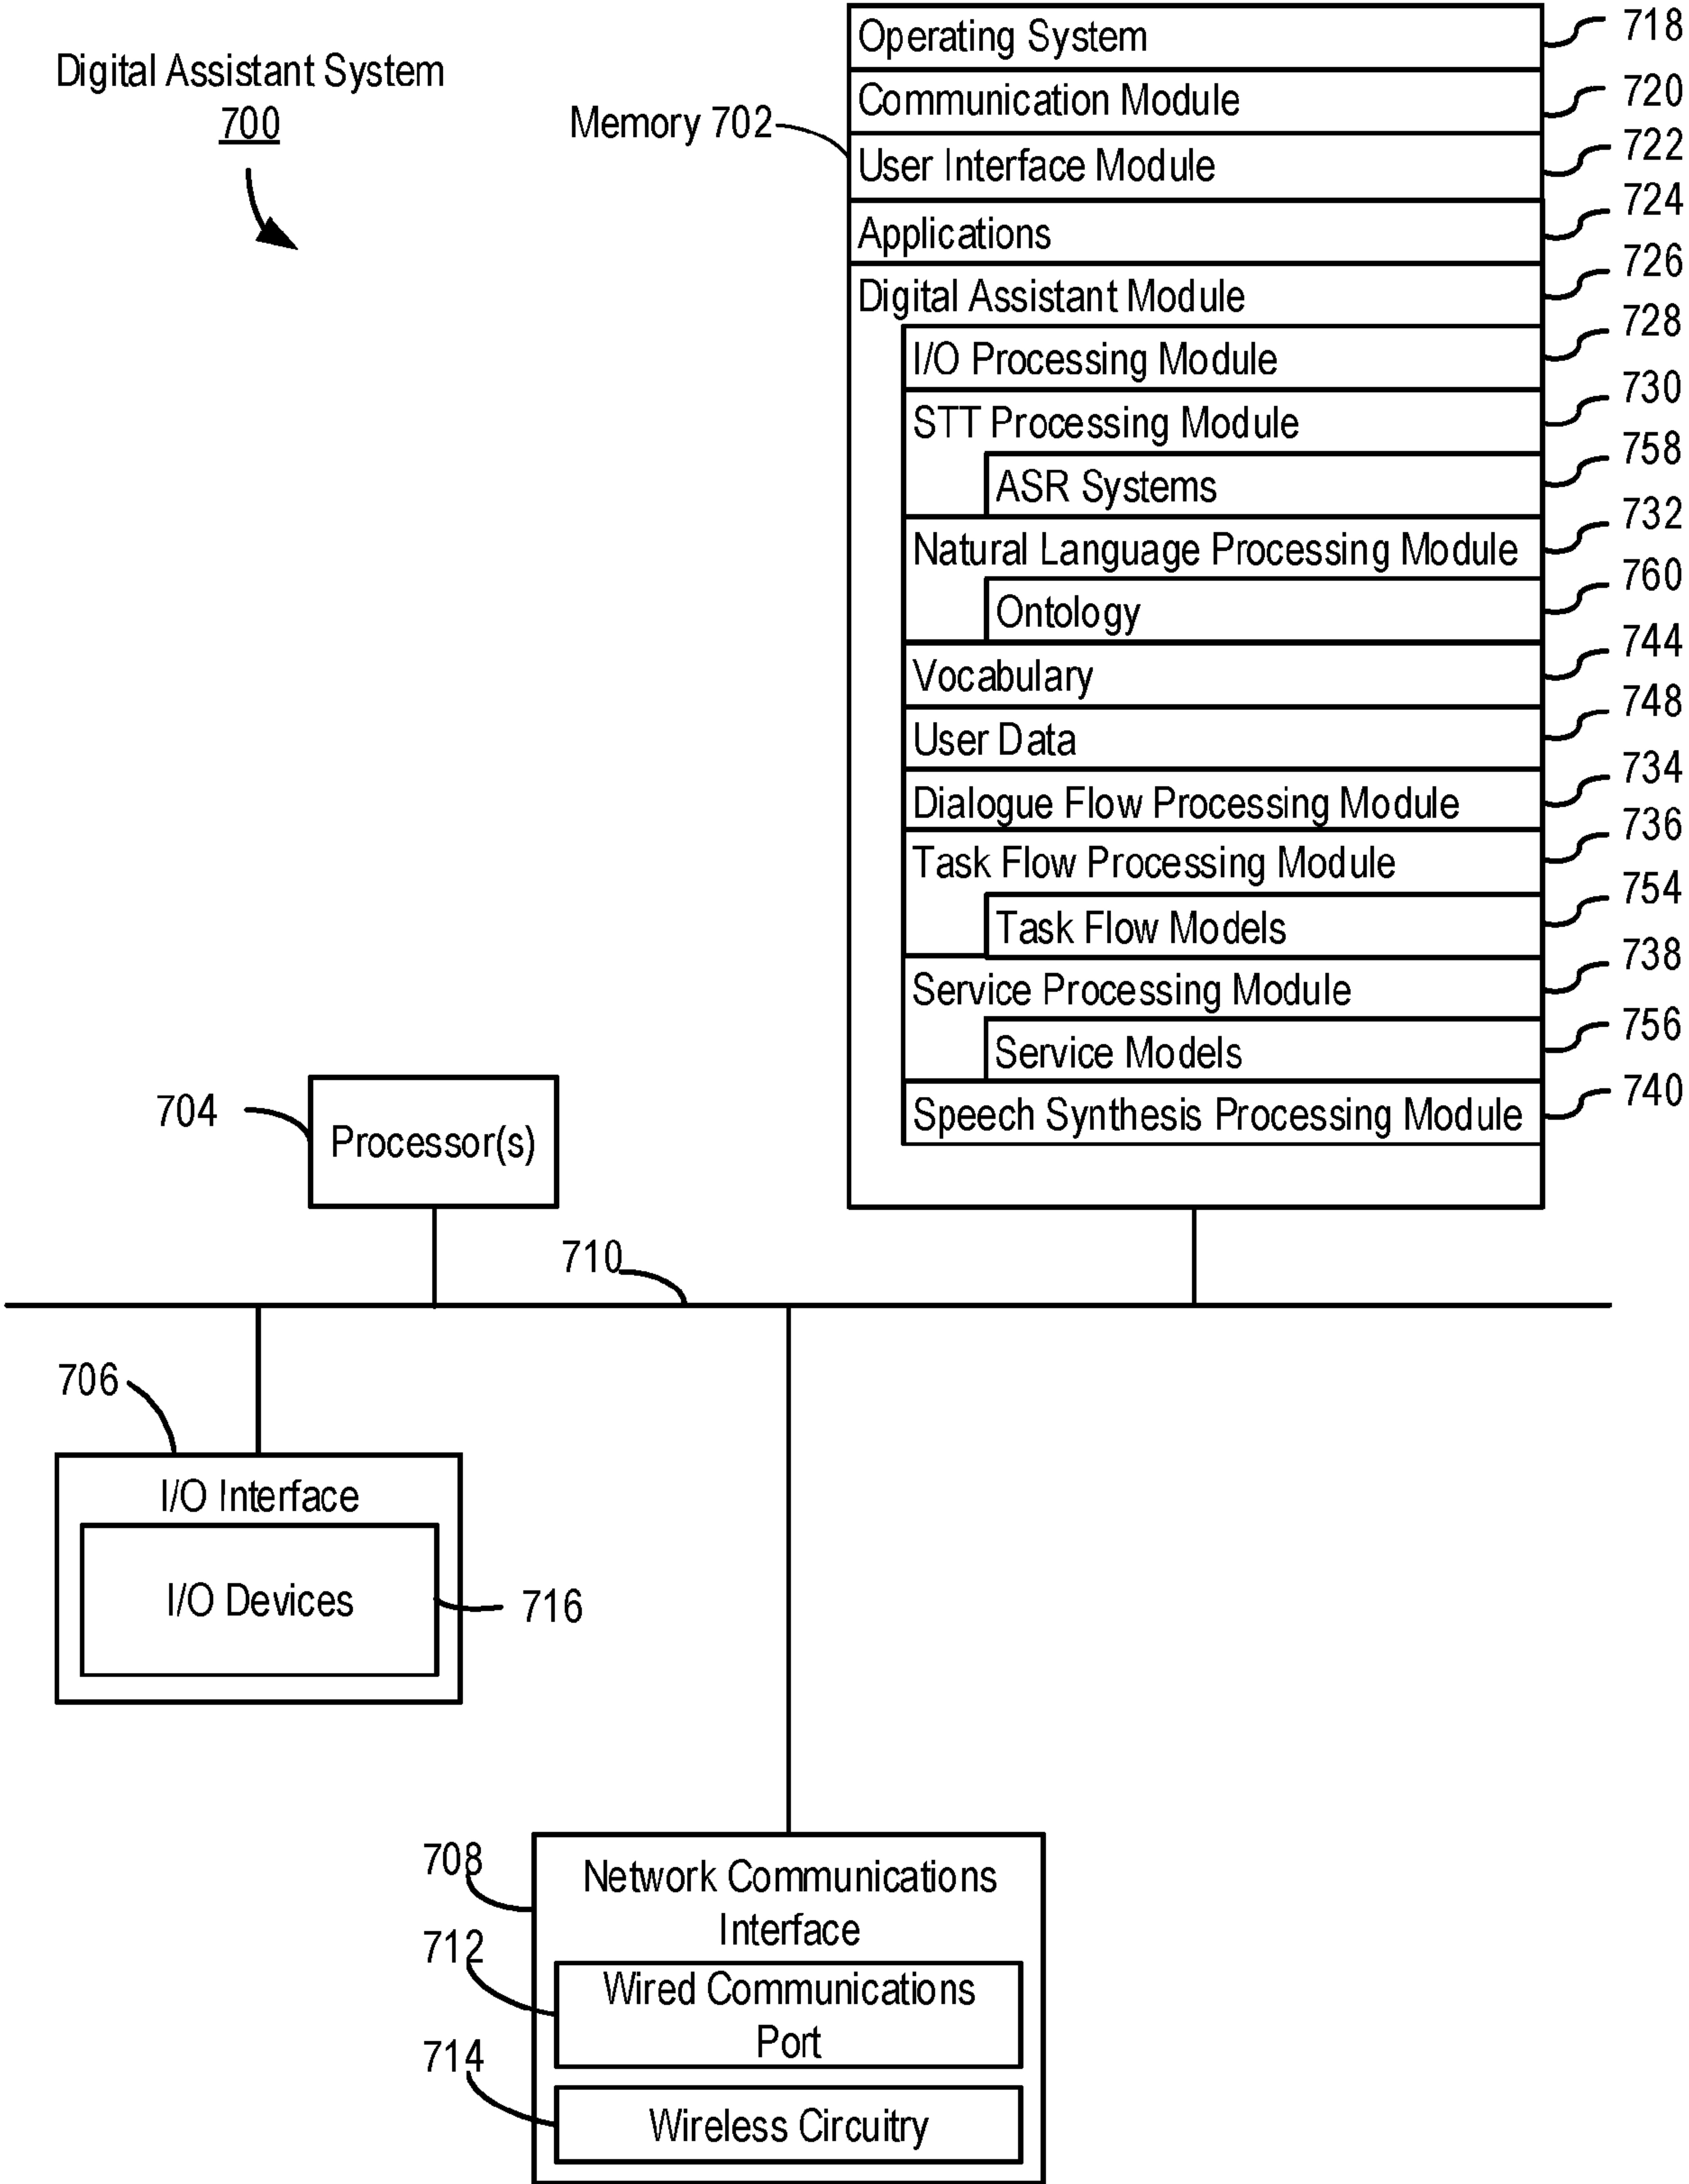 Digital Assistant System
700
Memory 702
Operating System 718
Communication Module 720
User Interface Module 722
Applications 724
Digital Assistant Module 726
I/O Processing Module 728
STT Processing Module 730
ASR Systems 758
Natural Language Processing Module 732
Ontology 760
Vocabulary 744
User Data 748
Dialogue Flow Processing Module 734
Task Flow Processing Module 736
Task Flow Models 754
Service Processing Module 738
Service Models 756
Speech Synthesis Processing Module 740
704
Processor(s)
710
706
I/O Interface
I/O Devices
716
708
Network Communications
Interface
712
Wired Communications
Port
714
Wireless Circuitry